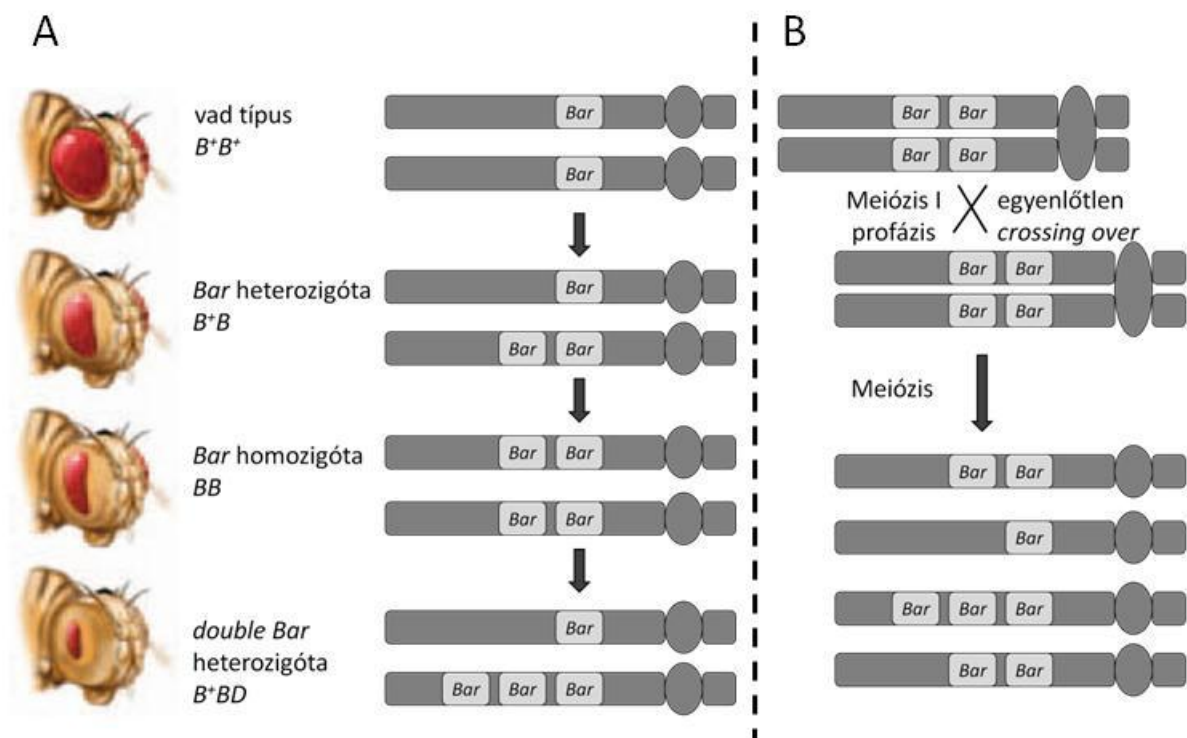 A
vad típus
B⁺B⁺
Bar
Bar
Bar heterozigóta
B⁺B
Bar
Bar Bar
Bar homozigóta
BB
Bar Bar
Bar Bar
double Bar
heterozigóta
B⁺BD
Bar
Bar Bar Bar
B
Bar Bar
Bar Bar
Meiózis I
profázis
egyenlőtlen
crossing over
Bar Bar
Bar Bar
Meiózis
Bar Bar
Bar
Bar Bar Bar
Bar Bar